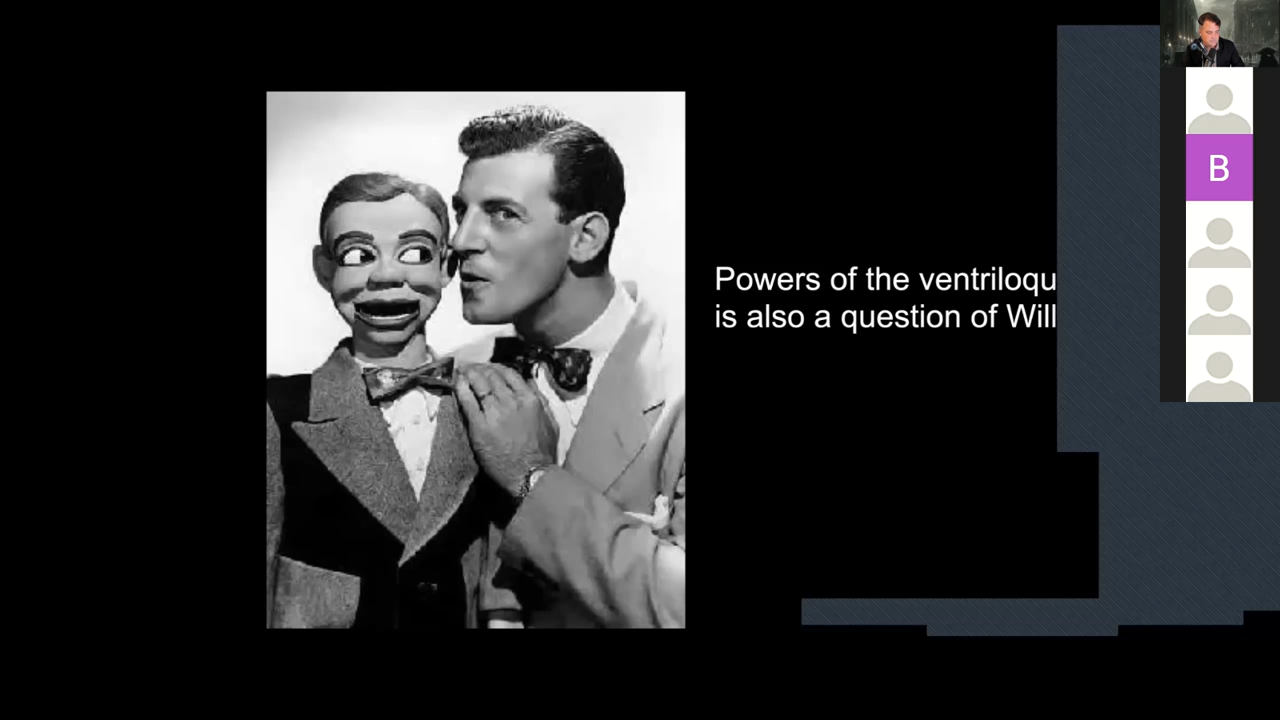 Powers of the ventriloqu
is also a question of Will
B